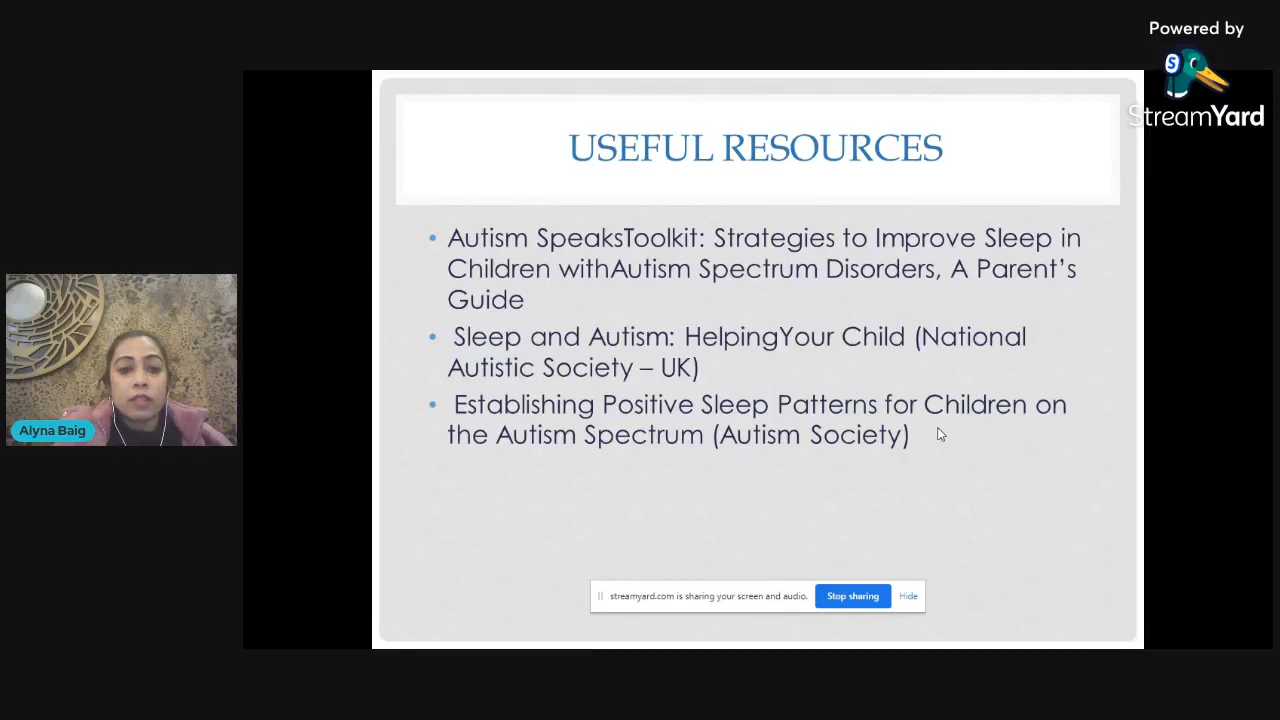 Powered by
StreamYard
USEFUL RESOURCES
• Autism SpeaksToolkit: Strategies to Improve Sleep in
Children withAutism Spectrum Disorders, A Parent’s
Guide
• Sleep and Autism: HelpingYour Child (National
Autistic Society – UK)
• Establishing Positive Sleep Patterns for Children on
the Autism Spectrum (Autism Society)
Alyna Baig
streamyard.com is sharing your screen and audio. Stop sharing Hide